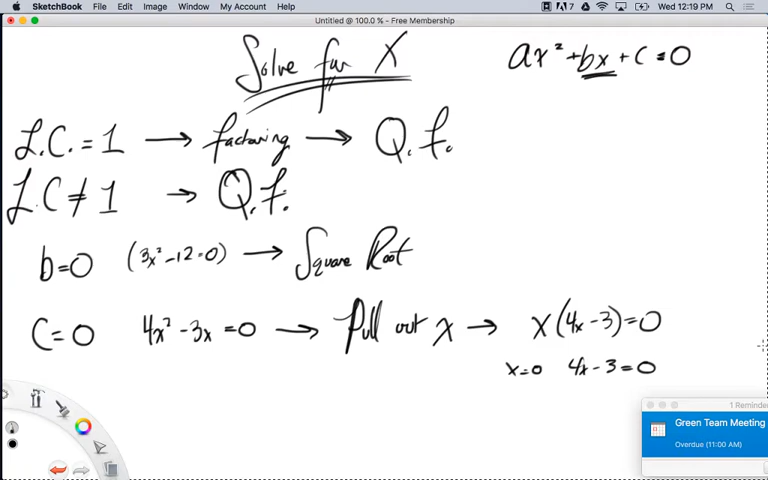 SketchBook File Edit Image Window My Account Help 7 Wed 12:19 PM
Untitled @ 100.0 % - Free Membership
Solve for X
ax² + bx + c = 0
L.C. = 1 → factoring → Q.f.
L.C ≠ 1 → Q.f.
b=0 (3x²-12=0) → Square Root
C=0 4x²-3x=0 → Pull out x → x(4x-3)=0
x=0 4x-3=0
1 Reminder
Green Team Meeting
Overdue (11:00 AM)